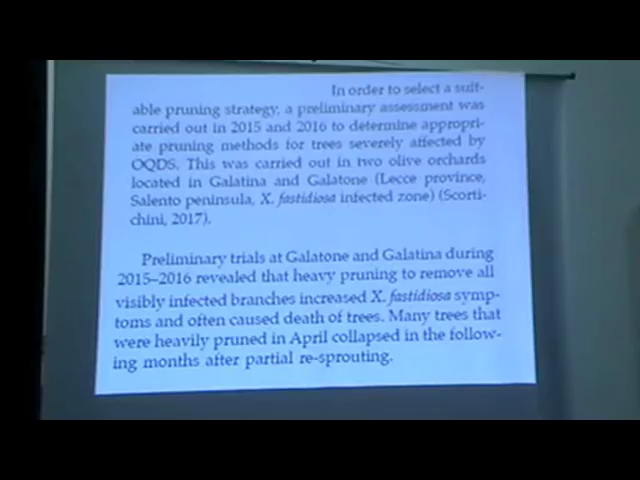 In order to select a suit-
able pruning strategy, a preliminary assessment was
carried out in 2015 and 2016 to determine appropri-
ate pruning methods for trees severely affected by
OQDS. This was carried out in two olive orchards
located in Galatina and Galatone (Lecce province,
Salento peninsula, X. fastidiosa infected zone) (Scorti-
chini, 2017).
Preliminary trials at Galatone and Galatina during
2015–2016 revealed that heavy pruning to remove all
visibly infected branches increased X. fastidiosa symp-
toms and often caused death of trees. Many trees that
were heavily pruned in April collapsed in the follow-
ing months after partial re-sprouting.